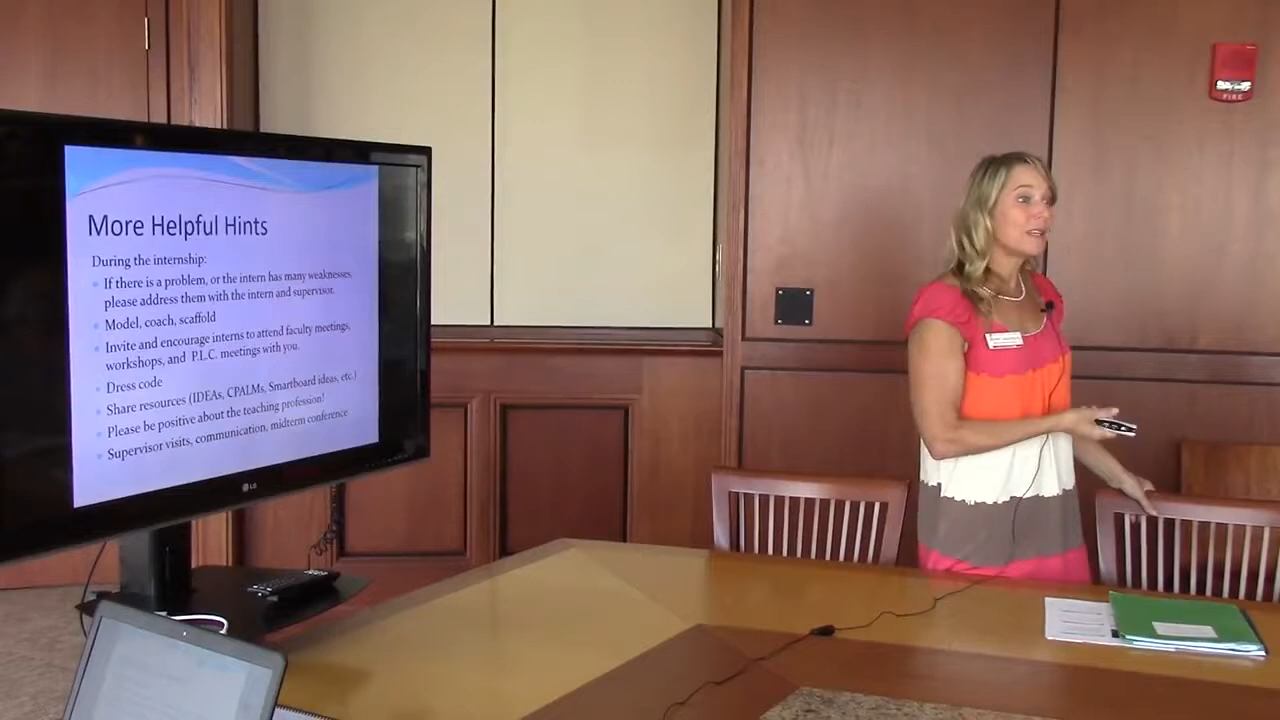 More Helpful Hints
During the internship:
If there is a problem, or the intern has many weaknesses,
please address them with the intern and supervisor.
Model, coach, scaffold
Invite and encourage interns to attend faculty meetings,
workshops, and P.L.C. meetings with you.
Dress code
Share resources (IDEAs, CPALMs, Smartboard ideas, etc.)
Please be positive about the teaching profession!
Supervisor visits, communication, midterm conference
LG
FIRE